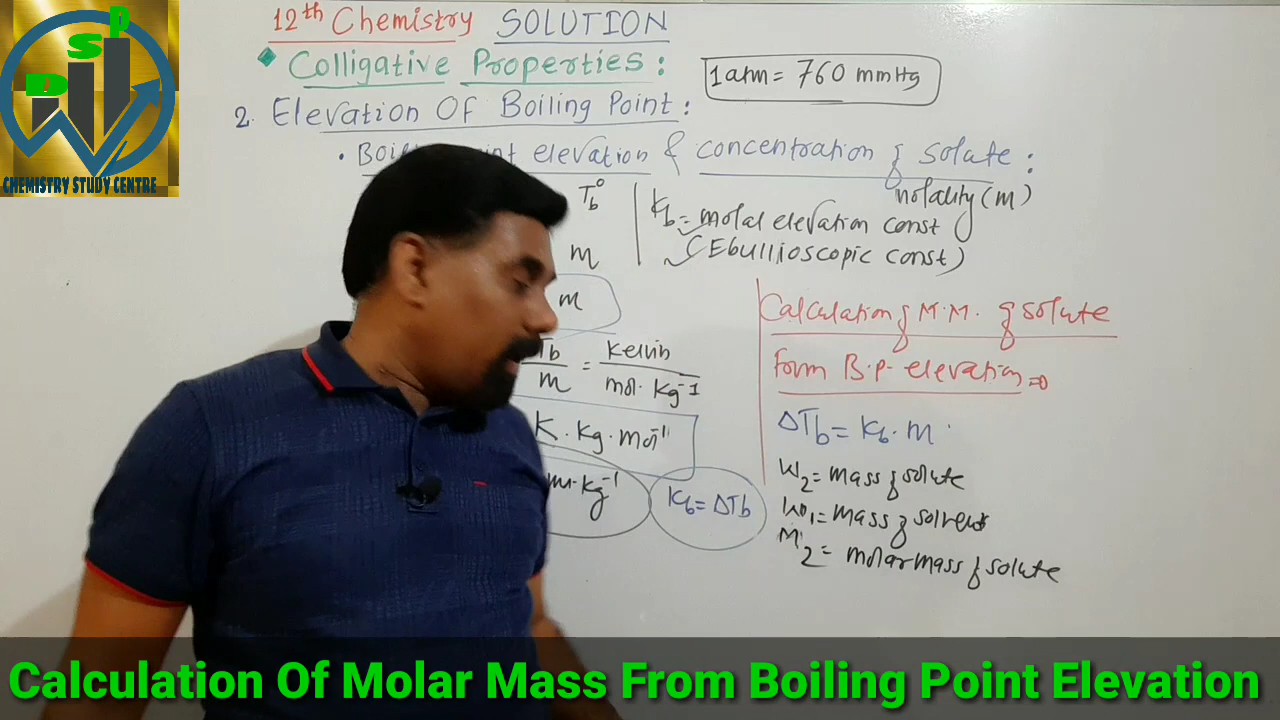 DSP
CHEMISTRY STUDY CENTRE
12th Chemistry SOLUTION
Colligative Properties:
1 atm = 760 mmHg
2. Elevation Of Boiling Point:
elevation & concentration of solute:
molality (m)
Tb°
m
Kb = molal elevation const
(Ebullioscopic const)
m
Tb/m = Kelvin/mol·Kg⁻¹
K·Kg·mol⁻¹
Kg⁻¹
Kb = ΔTb
Calculation of M.M. of solute
Form B.P. elevation ⇒
ΔTb = Kb·m
W2 = mass of solute
W1 = mass of solvent
M2 = molar mass of solute
Calculation Of Molar Mass From Boiling Point Elevation